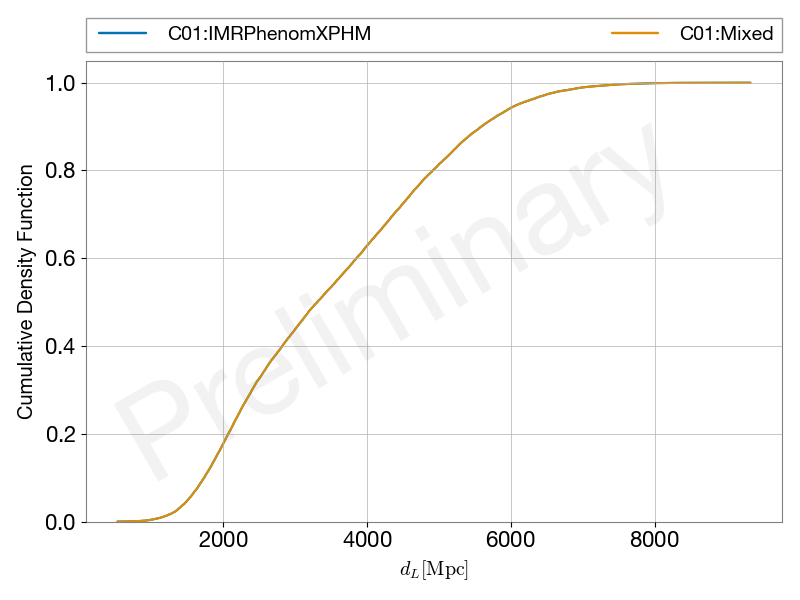 C01:IMRPhenomXPHM C01:Mixed
1.0
0.8
0.6
0.4
0.2
0.0
Cumulative Density Function
Preliminary
2000 4000 6000 8000
d_L[Mpc]